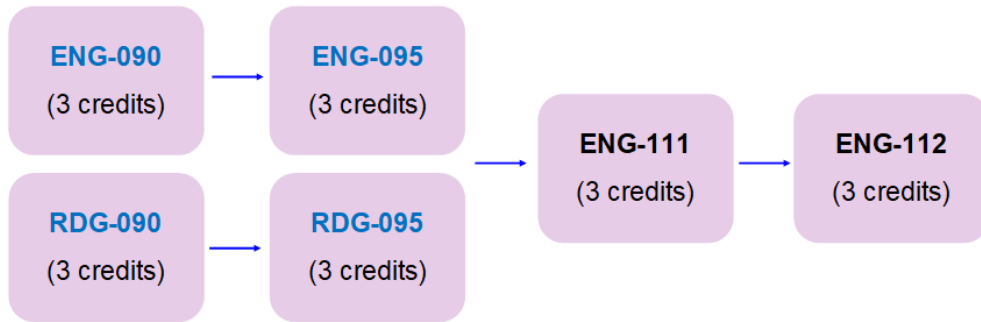 ENG-090
(3 credits)
ENG-095
(3 credits)
RDG-090
(3 credits)
RDG-095
(3 credits)
ENG-111
(3 credits)
ENG-112
(3 credits)